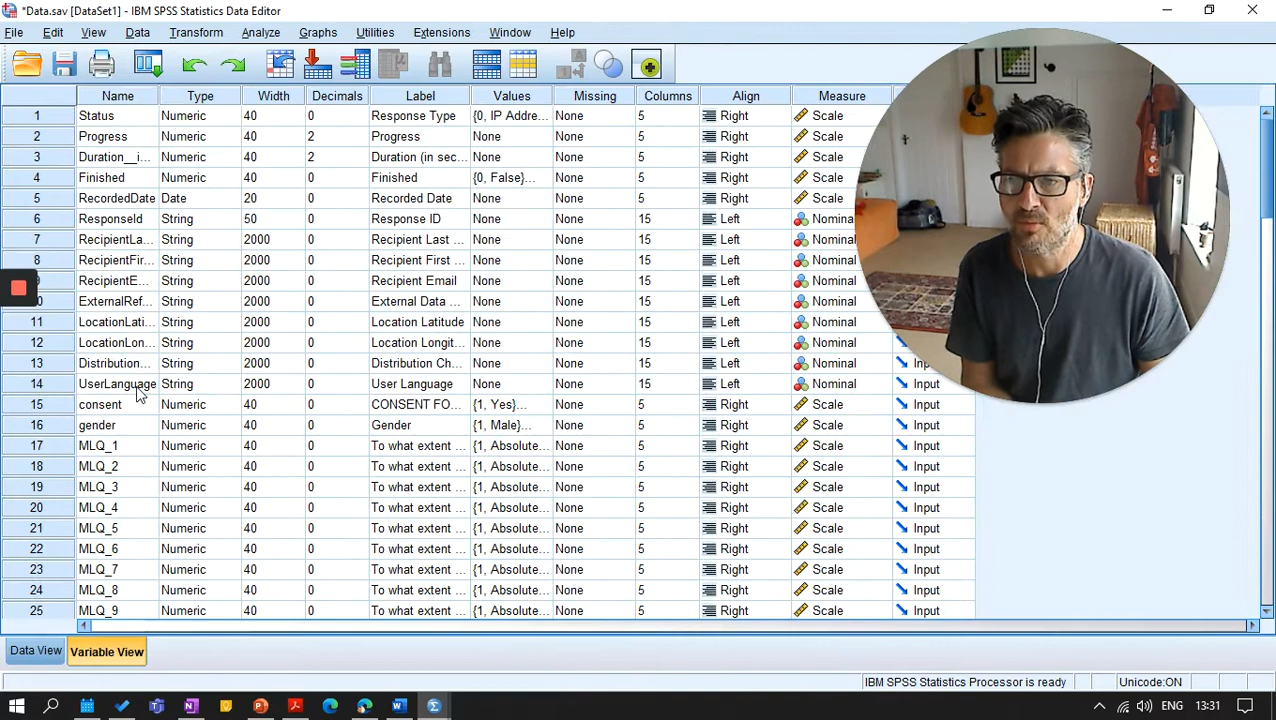 *Data.sav [DataSet1] - IBM SPSS Statistics Data Editor
File Edit View Data Transform Analyze Graphs Utilities Extensions Window Help
Name Type Width Decimals Label Values Missing Columns Align Measure
1 Status Numeric 40 0 Response Type {0, IP Addre... None 5 Right Scale
2 Progress Numeric 40 2 Progress None None 5 Right Scale
3 Duration__i... Numeric 40 2 Duration (in sec... None None 5 Right Scale
4 Finished Numeric 40 0 Finished {0, False}... None 5 Right Scale
5 RecordedDate Date 20 0 Recorded Date None None 5 Right Scale
6 ResponseId String 50 0 Response ID None None 15 Left Nominal
7 RecipientLa... String 2000 0 Recipient Last ... None None 15 Left Nominal
8 RecipientFir... String 2000 0 Recipient First ... None None 15 Left Nominal
9 RecipientE... String 2000 0 Recipient Email None None 15 Left Nominal
10 ExternalRef... String 2000 0 External Data ... None None 15 Left Nominal
11 LocationLati... String 2000 0 Location Latitude None None 15 Left Nominal
12 LocationLon... String 2000 0 Location Longit... None None 15 Left Nominal
13 Distribution... String 2000 0 Distribution Ch... None None 15 Left Nominal
14 UserLanguage String 2000 0 User Language None None 15 Left Nominal Input
15 consent Numeric 40 0 CONSENT FO... {1, Yes}... None 5 Right Scale Input
16 gender Numeric 40 0 Gender {1, Male}... None 5 Right Scale Input
17 MLQ_1 Numeric 40 0 To what extent ... {1, Absolute... None 5 Right Scale Input
18 MLQ_2 Numeric 40 0 To what extent ... {1, Absolute... None 5 Right Scale Input
19 MLQ_3 Numeric 40 0 To what extent ... {1, Absolute... None 5 Right Scale Input
20 MLQ_4 Numeric 40 0 To what extent ... {1, Absolute... None 5 Right Scale Input
21 MLQ_5 Numeric 40 0 To what extent ... {1, Absolute... None 5 Right Scale Input
22 MLQ_6 Numeric 40 0 To what extent ... {1, Absolute... None 5 Right Scale Input
23 MLQ_7 Numeric 40 0 To what extent ... {1, Absolute... None 5 Right Scale Input
24 MLQ_8 Numeric 40 0 To what extent ... {1, Absolute... None 5 Right Scale Input
25 MLQ_9 Numeric 40 0 To what extent ... {1, Absolute... None 5 Right Scale Input
Data View Variable View
IBM SPSS Statistics Processor is ready Unicode:ON
ENG 13:31